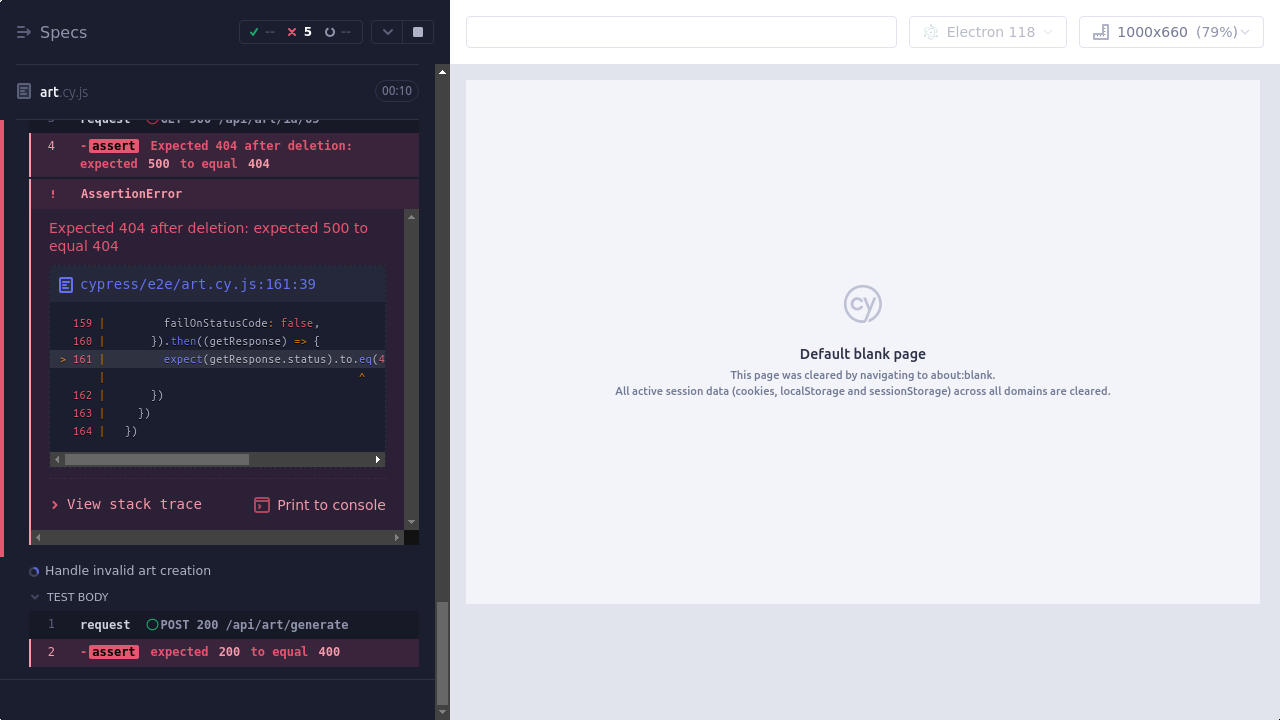 Specs
-- 5 --
Electron 118
1000x660 (79%)
art.cy.js
00:10
request GET 500 /api/art/id/65
4 -assert Expected 404 after deletion:
expected 500 to equal 404
! AssertionError
Expected 404 after deletion: expected 500 to
equal 404
cypress/e2e/art.cy.js:161:39
159 | failOnStatusCode: false,
160 | }).then((getResponse) => {
> 161 | expect(getResponse.status).to.eq(4
| ^
162 | })
163 | })
164 | })
View stack trace
Print to console
Handle invalid art creation
TEST BODY
1 request POST 200 /api/art/generate
2 -assert expected 200 to equal 400
cy
Default blank page
This page was cleared by navigating to about:blank.
All active session data (cookies, localStorage and sessionStorage) across all domains are cleared.